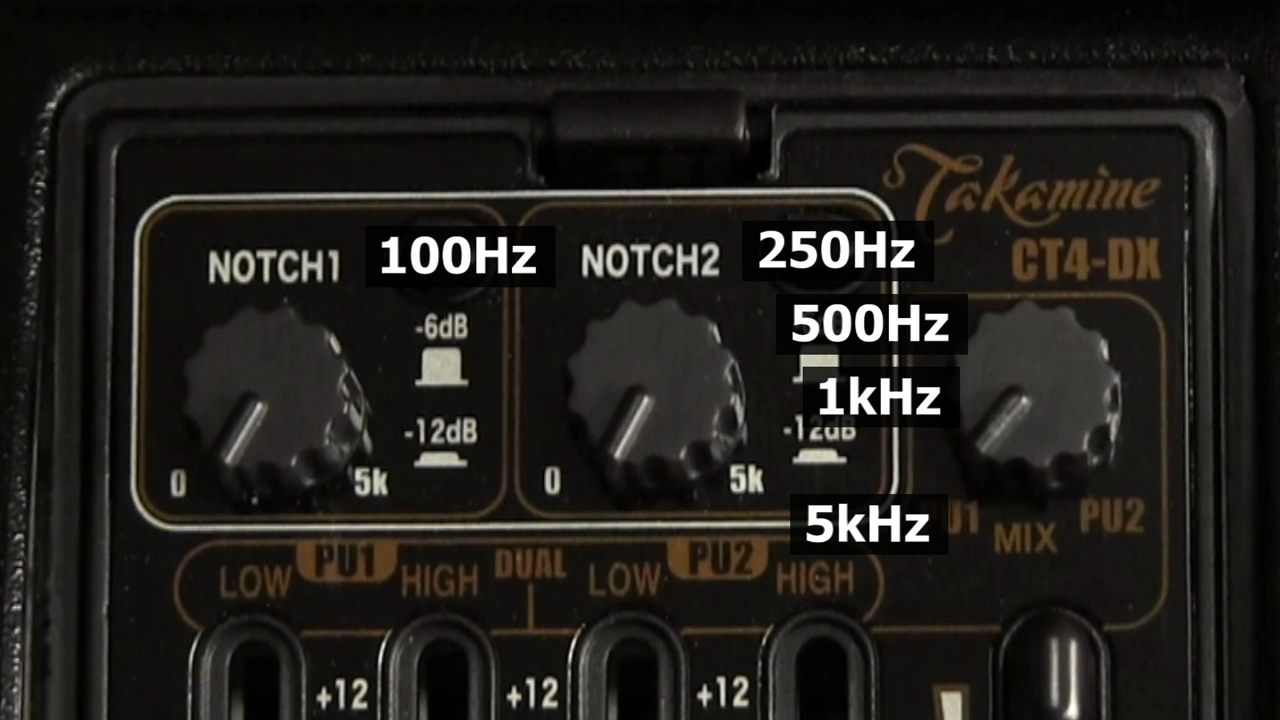 Takamine
CT4-DX
NOTCH1 100Hz
NOTCH2 250Hz
500Hz
1kHz
5kHz
-6dB
-12dB
-12dB
0 5k
0 5k
MIX PU2
PU1 DUAL PU2
LOW HIGH LOW HIGH
+12 +12 +12